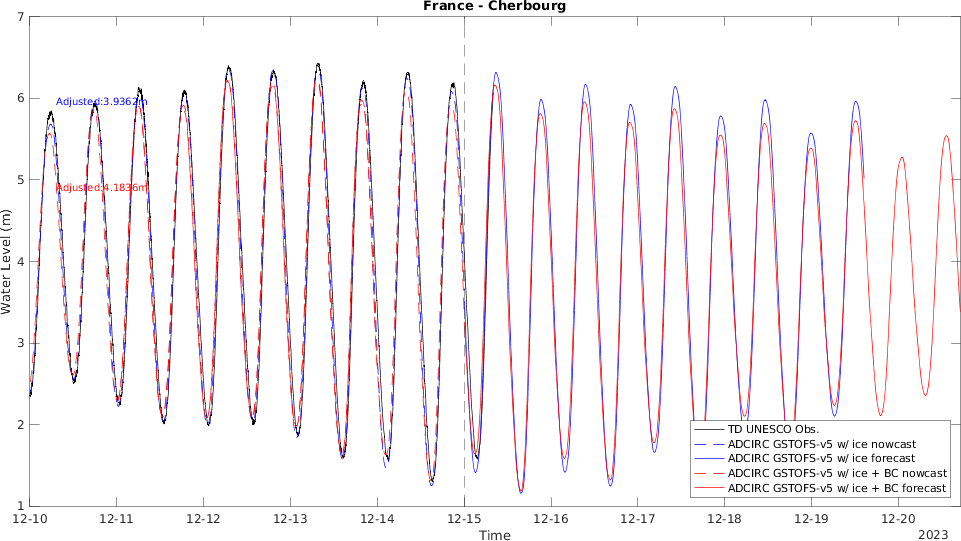 France - Cherbourg
7
6
5
4
3
2
1
Water Level (m)
Adjusted:3.9362m
Adjusted:4.1836m
TD UNESCO Obs.
ADCIRC GSTOFS-v5 w/ ice nowcast
ADCIRC GSTOFS-v5 w/ ice forecast
ADCIRC GSTOFS-v5 w/ ice + BC nowcast
ADCIRC GSTOFS-v5 w/ ice + BC forecast
12-10 12-11 12-12 12-13 12-14 12-15 12-16 12-17 12-18 12-19 12-20
Time
2023